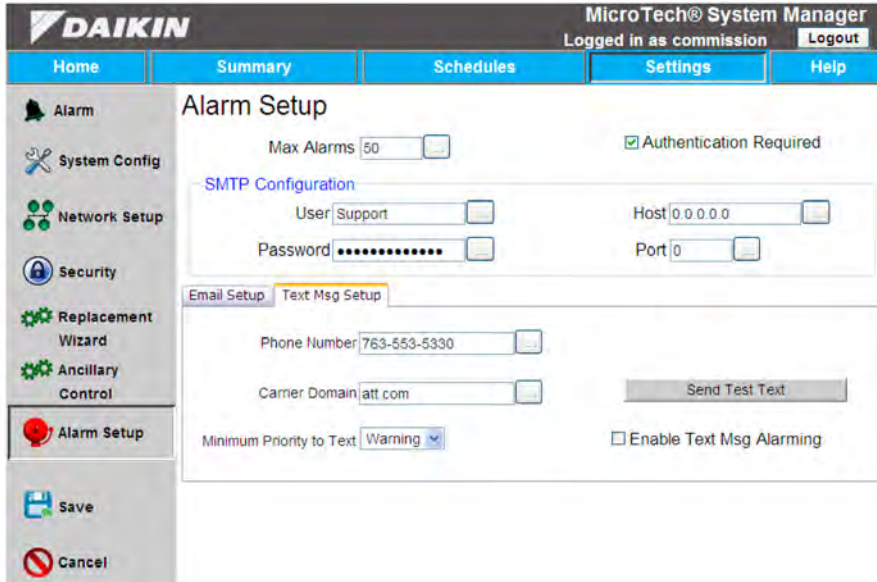 DAIKIN
MicroTech® System Manager
Logged in as commission
Logout
Home
Summary
Schedules
Settings
Help
Alarm
System Config
Network Setup
Security
Replacement
Wizard
Ancillary
Control
Alarm Setup
Save
Cancel
Alarm Setup
Max Alarms 50 ...
Authentication Required
SMTP Configuration
User Support ...
Host 0.0.0.0.0 ...
Password ••••••••••••• ...
Port 0 ...
Email Setup
Text Msg Setup
Phone Number 763-553-5330 ...
Carrier Domain att.com ...
Send Test Text
Minimum Priority to Text Warning
Enable Text Msg Alarming